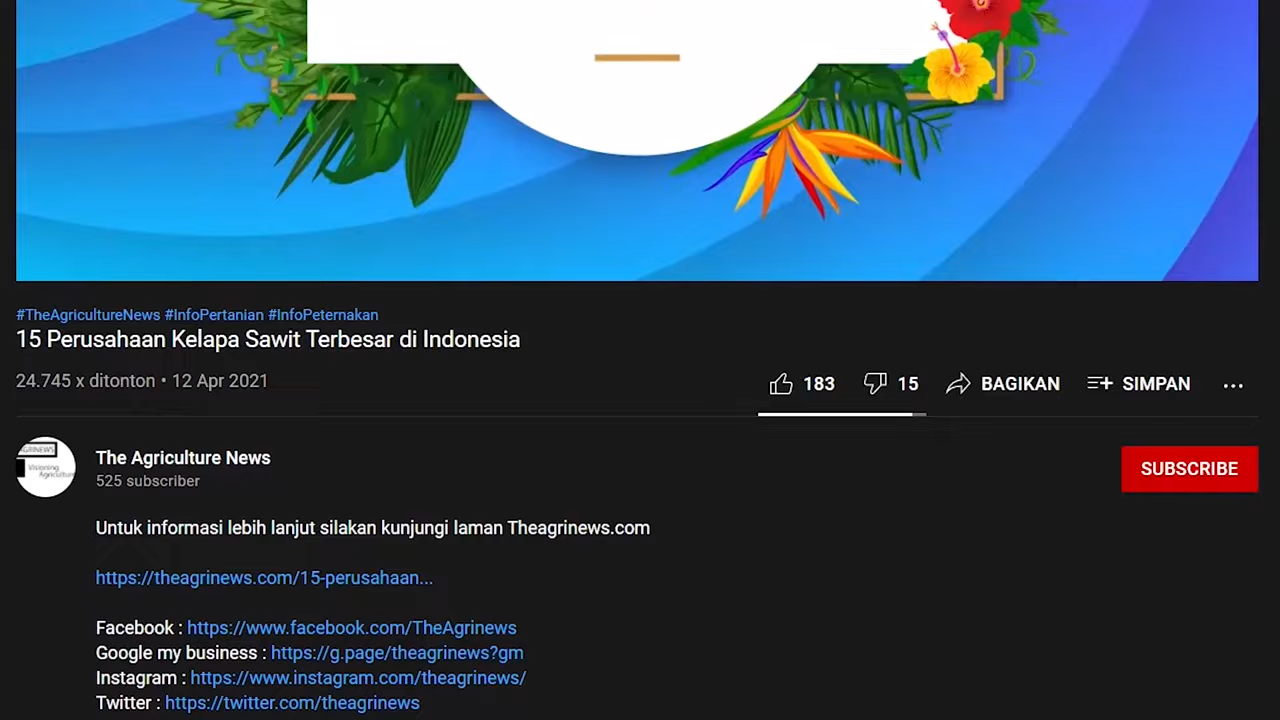 #TheAgricultureNews #InfoPertanian #InfoPeternakan
15 Perusahaan Kelapa Sawit Terbesar di Indonesia
24.745 x ditonton • 12 Apr 2021
183 15 BAGIKAN SIMPAN
The Agriculture News
525 subscriber
SUBSCRIBE
Visioning
Untuk informasi lebih lanjut silakan kunjungi laman Theagrinews.com
https://theagrinews.com/15-perusahaan...
Facebook : https://www.facebook.com/TheAgrinews
Google my business : https://g.page/theagrinews?gm
Instagram : https://www.instagram.com/theagrinews/
Twitter : https://twitter.com/theagrinews